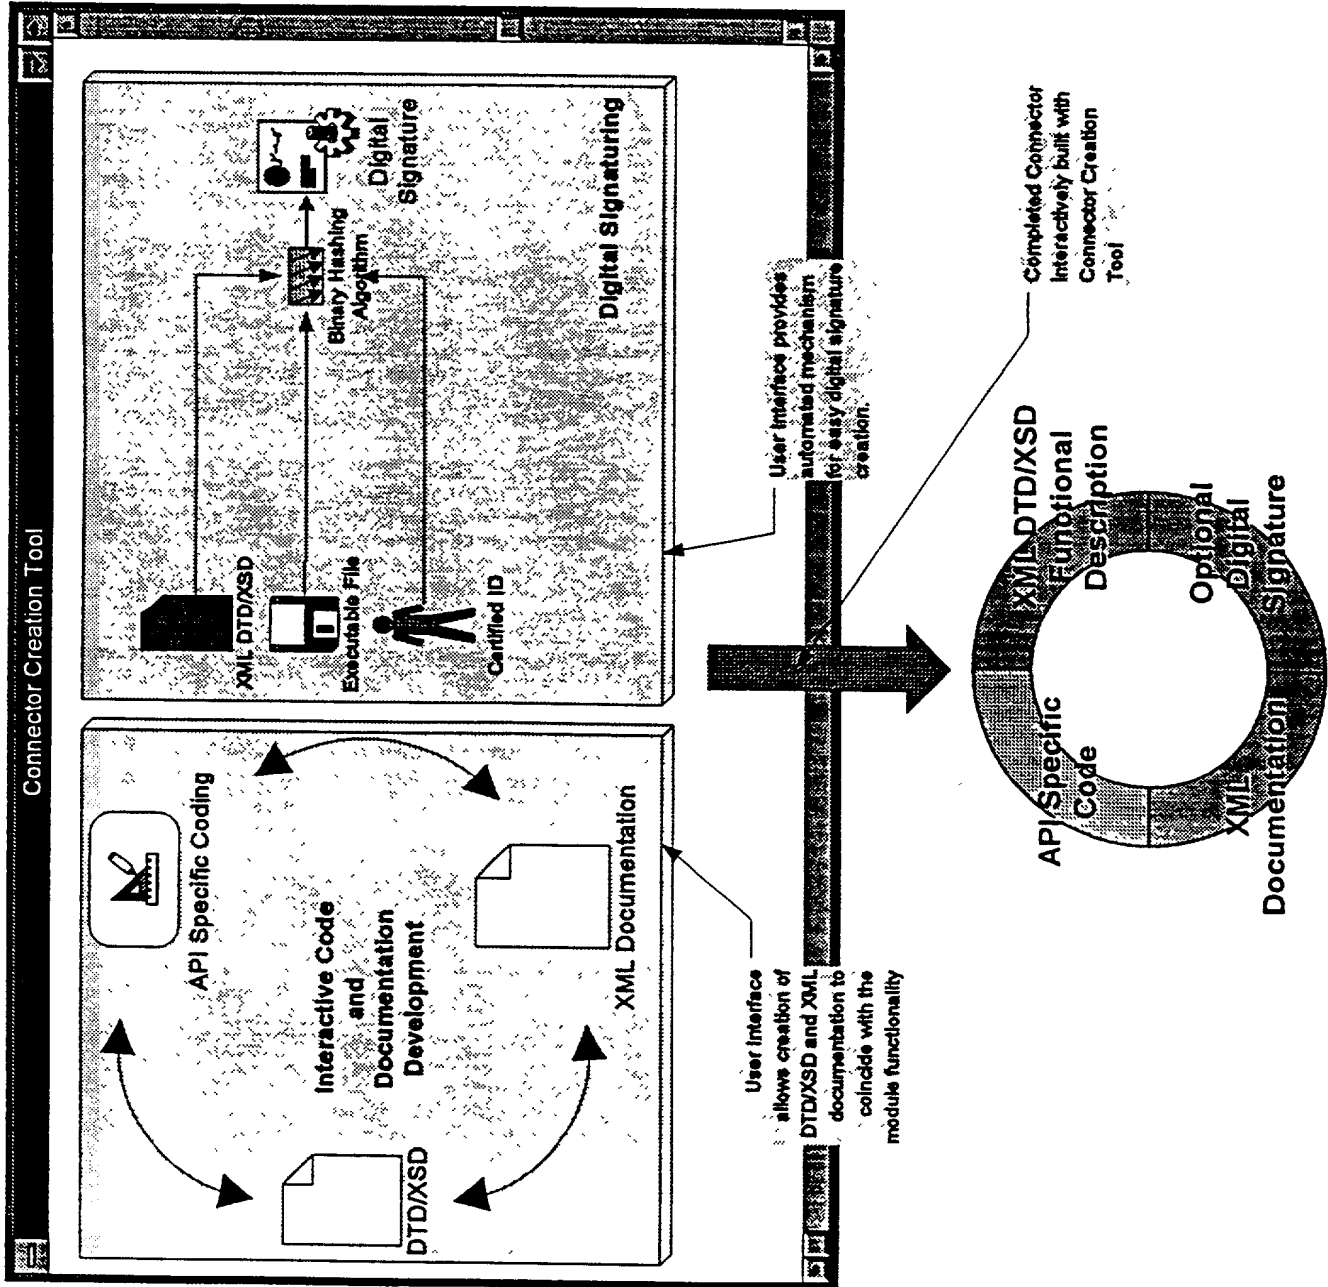 Connector Creation Tool
API Specific Coding
Interactive Code
and
Documentation
Development
DTD/XSD
XML Documentation
XML DTD/XSD
Executable File
Certified ID
Binary Hashing
Algorithm
Digital
Signature
Digital Signaturing
User Interface
allows creation of
DTD/XSD and XML
documentation to
coincide with the
module functionality
User Interface provides
automated mechanism
for easy digital signature
creation.
Completed Connector
Interactively built with
Connector Creation
Tool
API Specific
Code
XML DTD/XSD
Funtional
Description
XML
Documentation
Optional
Digital
Signature